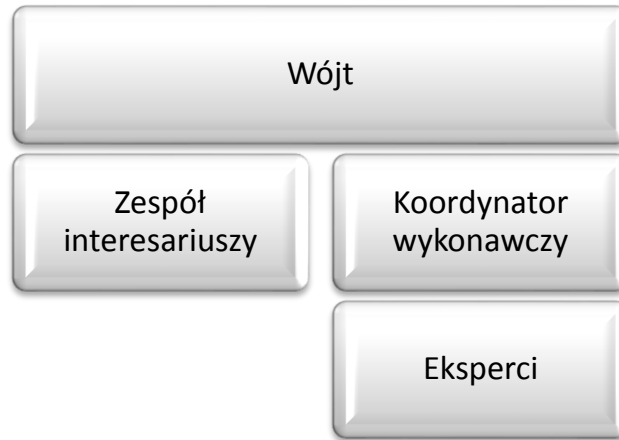 Wójt
Zespół
interesariuszy
Koordynator
wykonawczy
Eksperci